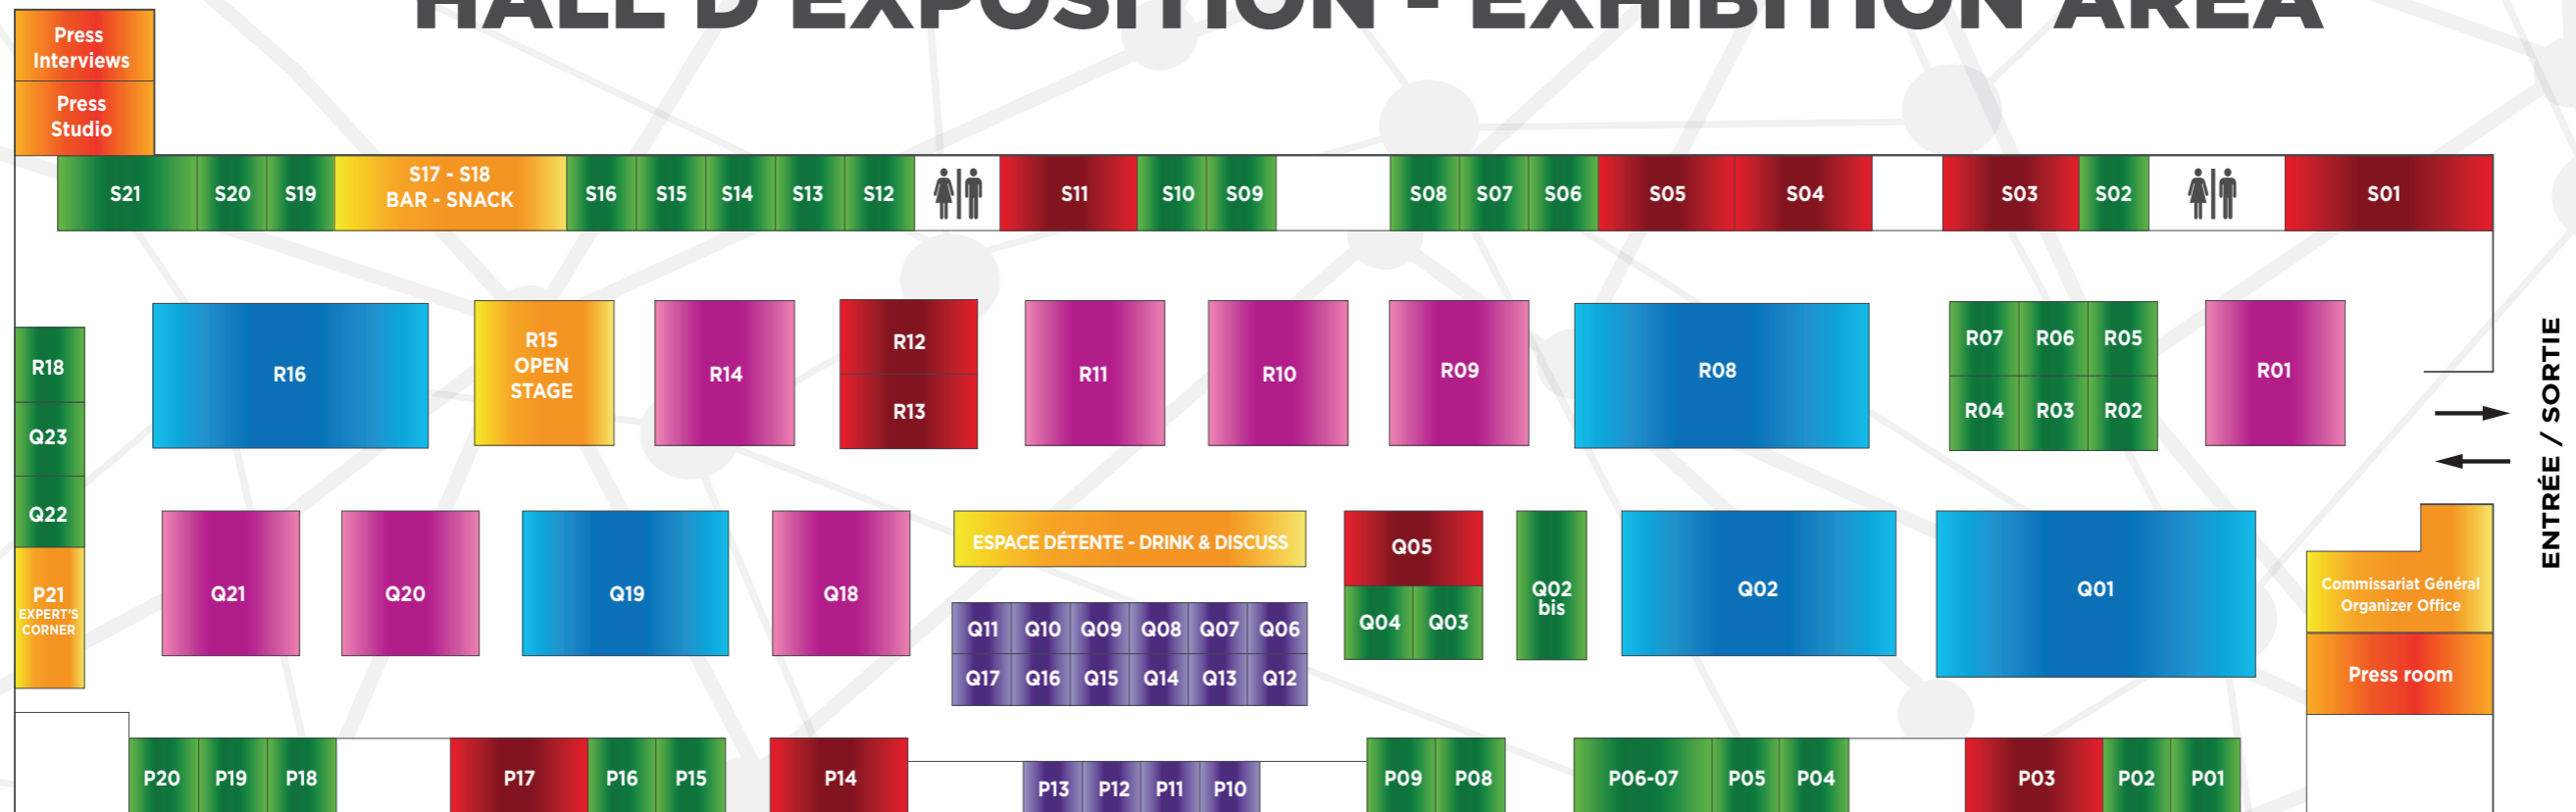 HALL D'EXPOSITION - EXHIBITION AREA
Press
Interviews
Press
Studio
S21
S20
S19
S17 - S18
BAR - SNACK
S16
S15
S14
S13
S12
S11
S10
S09
S08
S07
S06
S05
S04
S03
S02
S01
R18
Q23
Q22
P21
EXPERT'S
CORNER
R16
R15
OPEN
STAGE
R14
R12
R13
R11
R10
R09
R08
R07
R06
R05
R04
R03
R02
R01
ENTRÉE / SORTIE
Q21
Q20
Q19
Q18
ESPACE DÉTENTE - DRINK & DISCUSS
Q11
Q10
Q09
Q08
Q07
Q06
Q17
Q16
Q15
Q14
Q13
Q12
Q05
Q04
Q03
Q02
bis
Q02
Q01
Commissariat Général
Organizer Office
Press room
P20
P19
P18
P17
P16
P15
P14
P13
P12
P11
P10
P09
P08
P06-07
P05
P04
P03
P02
P01